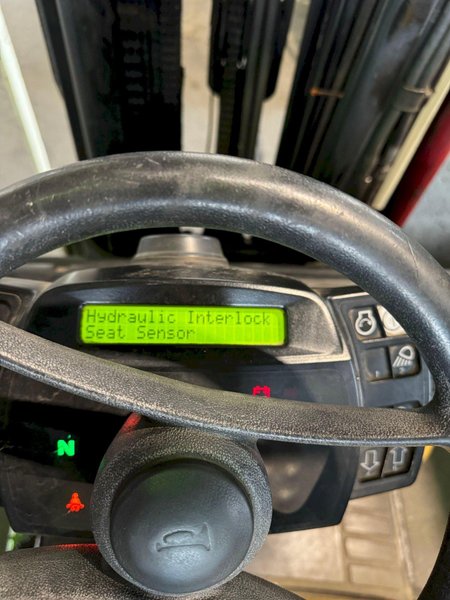 Hydraulic Interlock
Seat Sensor
N